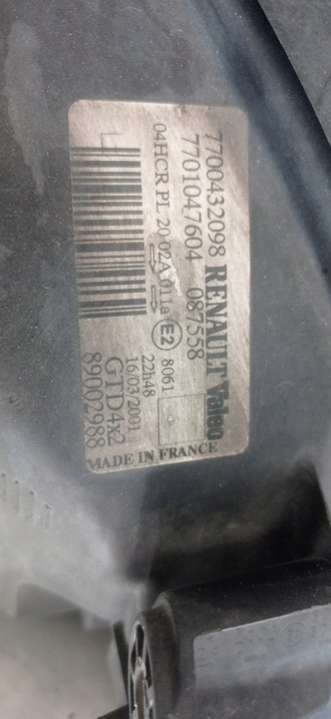 7700432098 RENAULT Valeo
7701047604 087558
04HCR PL 20 02A 011a E2 8061
22h48
16/03/2001
L
GTD4x2
89002988
MADE IN FRANCE